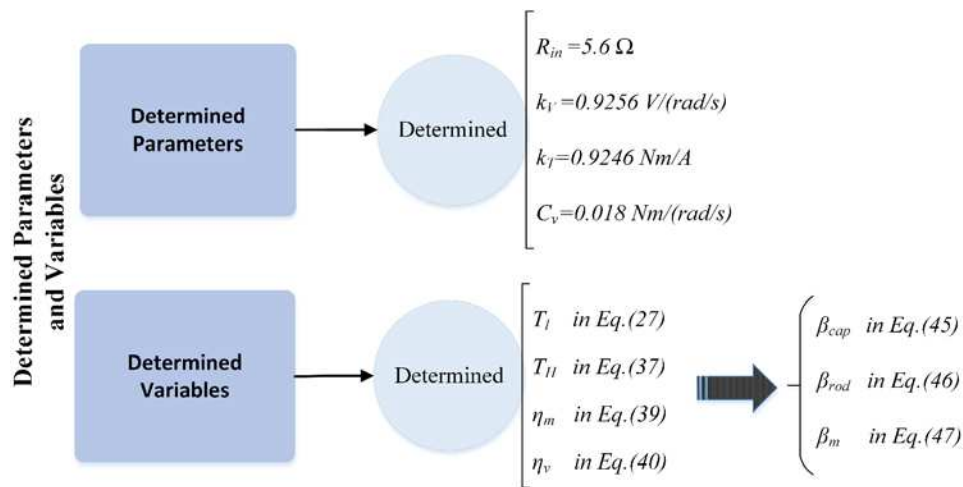 Determined Parameters
and Variables
Determined
Parameters
Determined
R_in =5.6 Ω
k_V=0.9256 V/(rad/s)
k_T=0.9246 Nm/A
C_v=0.018 Nm/(rad/s)
Determined
Variables
Determined
T_l in Eq.(27)
T_H in Eq.(37)
η_m in Eq.(39)
η_v in Eq.(40)
β_cap in Eq.(45)
β_rod in Eq.(46)
β_m in Eq.(47)